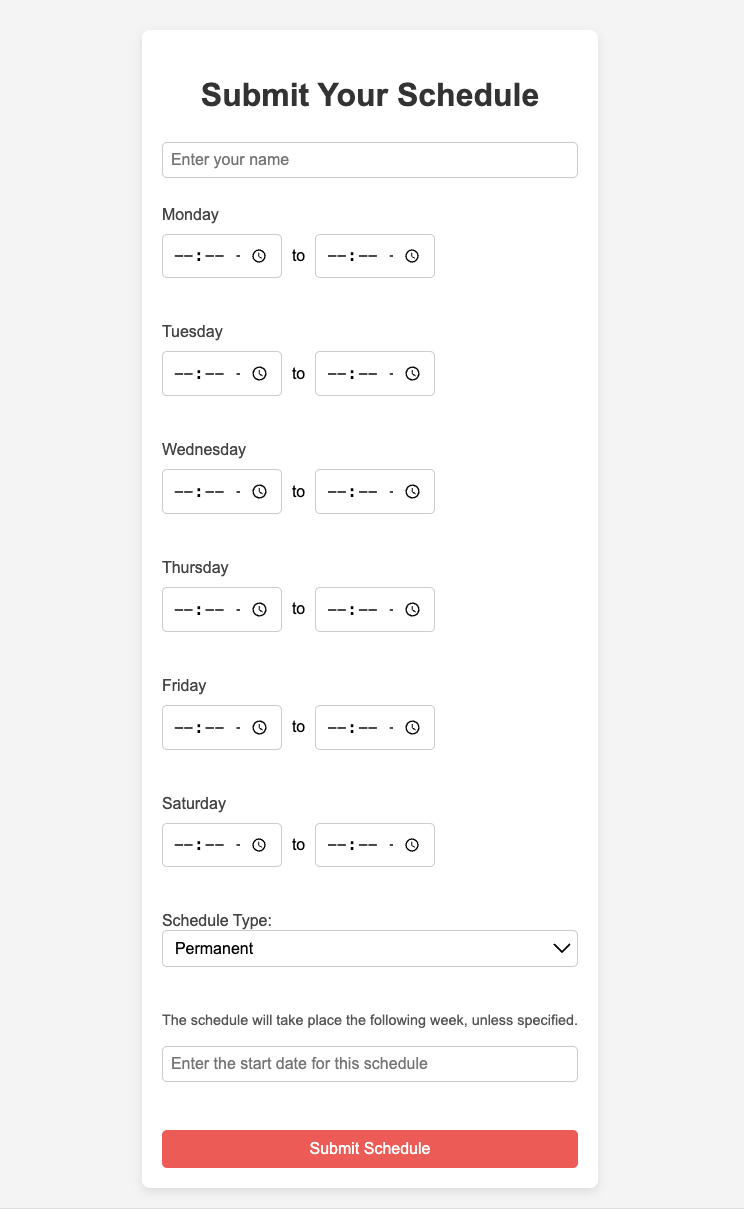 Submit Your Schedule
Enter your name
Monday
--:-- - to --:-- -
Tuesday
--:-- - to --:-- -
Wednesday
--:-- - to --:-- -
Thursday
--:-- - to --:-- -
Friday
--:-- - to --:-- -
Saturday
--:-- - to --:-- -
Schedule Type:
Permanent
The schedule will take place the following week, unless specified.
Enter the start date for this schedule
Submit Schedule